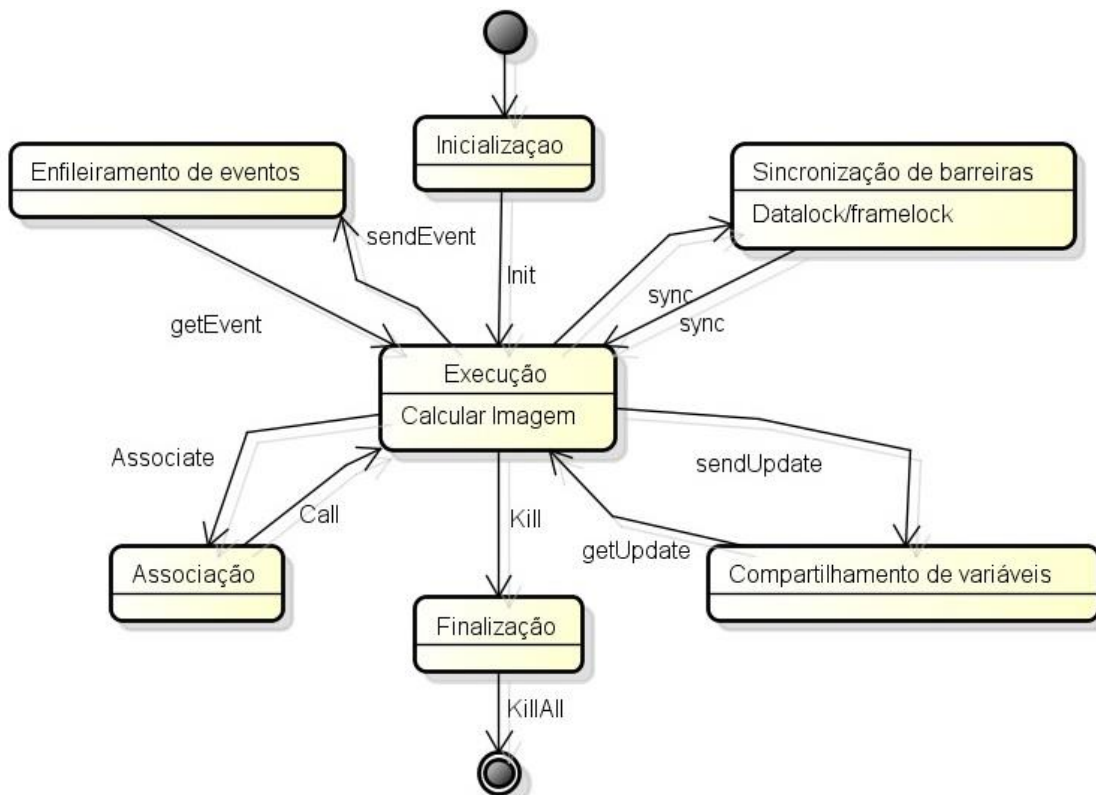 Inicializaçao
Enfileiramento de eventos
Sincronização de barreiras
Datalock/framelock
sendEvent
Init
getEvent
sync
sync
Execução
Calcular Imagem
Associate
sendUpdate
Call
Kill
getUpdate
Associação
Compartilhamento de variáveis
Finalização
KillAll